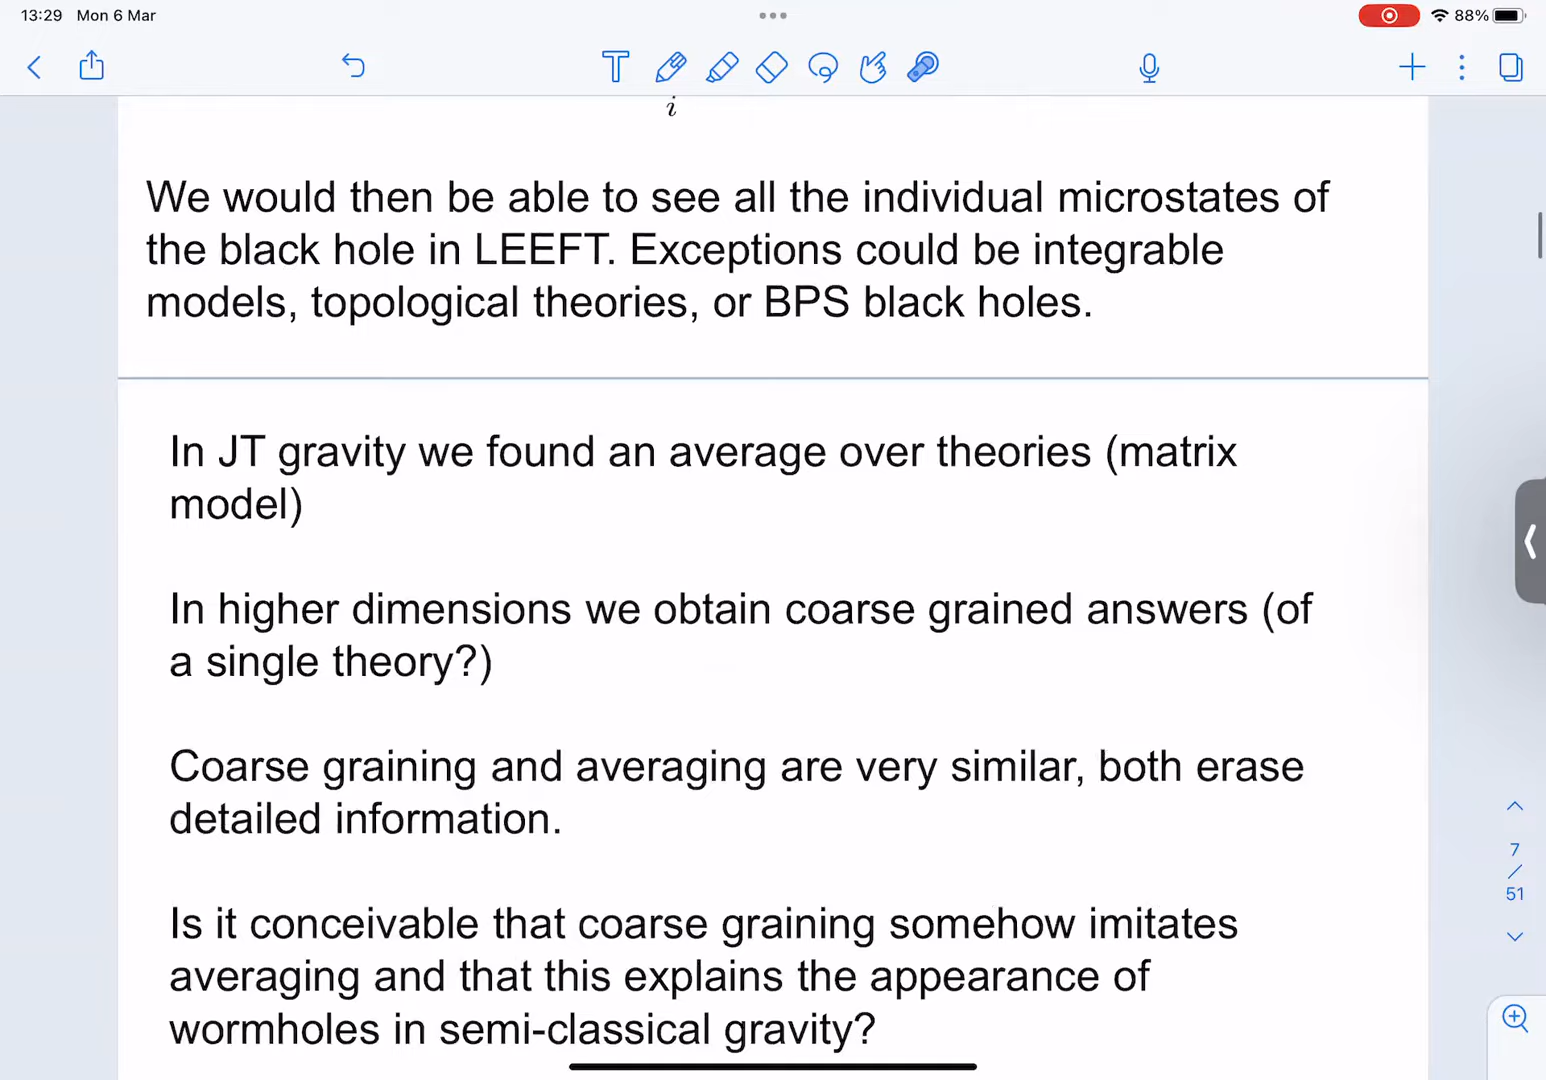 13:29 Mon 6 Mar
88%
T
i
We would then be able to see all the individual microstates of
the black hole in LEEFT. Exceptions could be integrable
models, topological theories, or BPS black holes.
In JT gravity we found an average over theories (matrix
model)
In higher dimensions we obtain coarse grained answers (of
a single theory?)
Coarse graining and averaging are very similar, both erase
detailed information.
Is it conceivable that coarse graining somehow imitates
averaging and that this explains the appearance of
wormholes in semi-classical gravity?
7
/
51